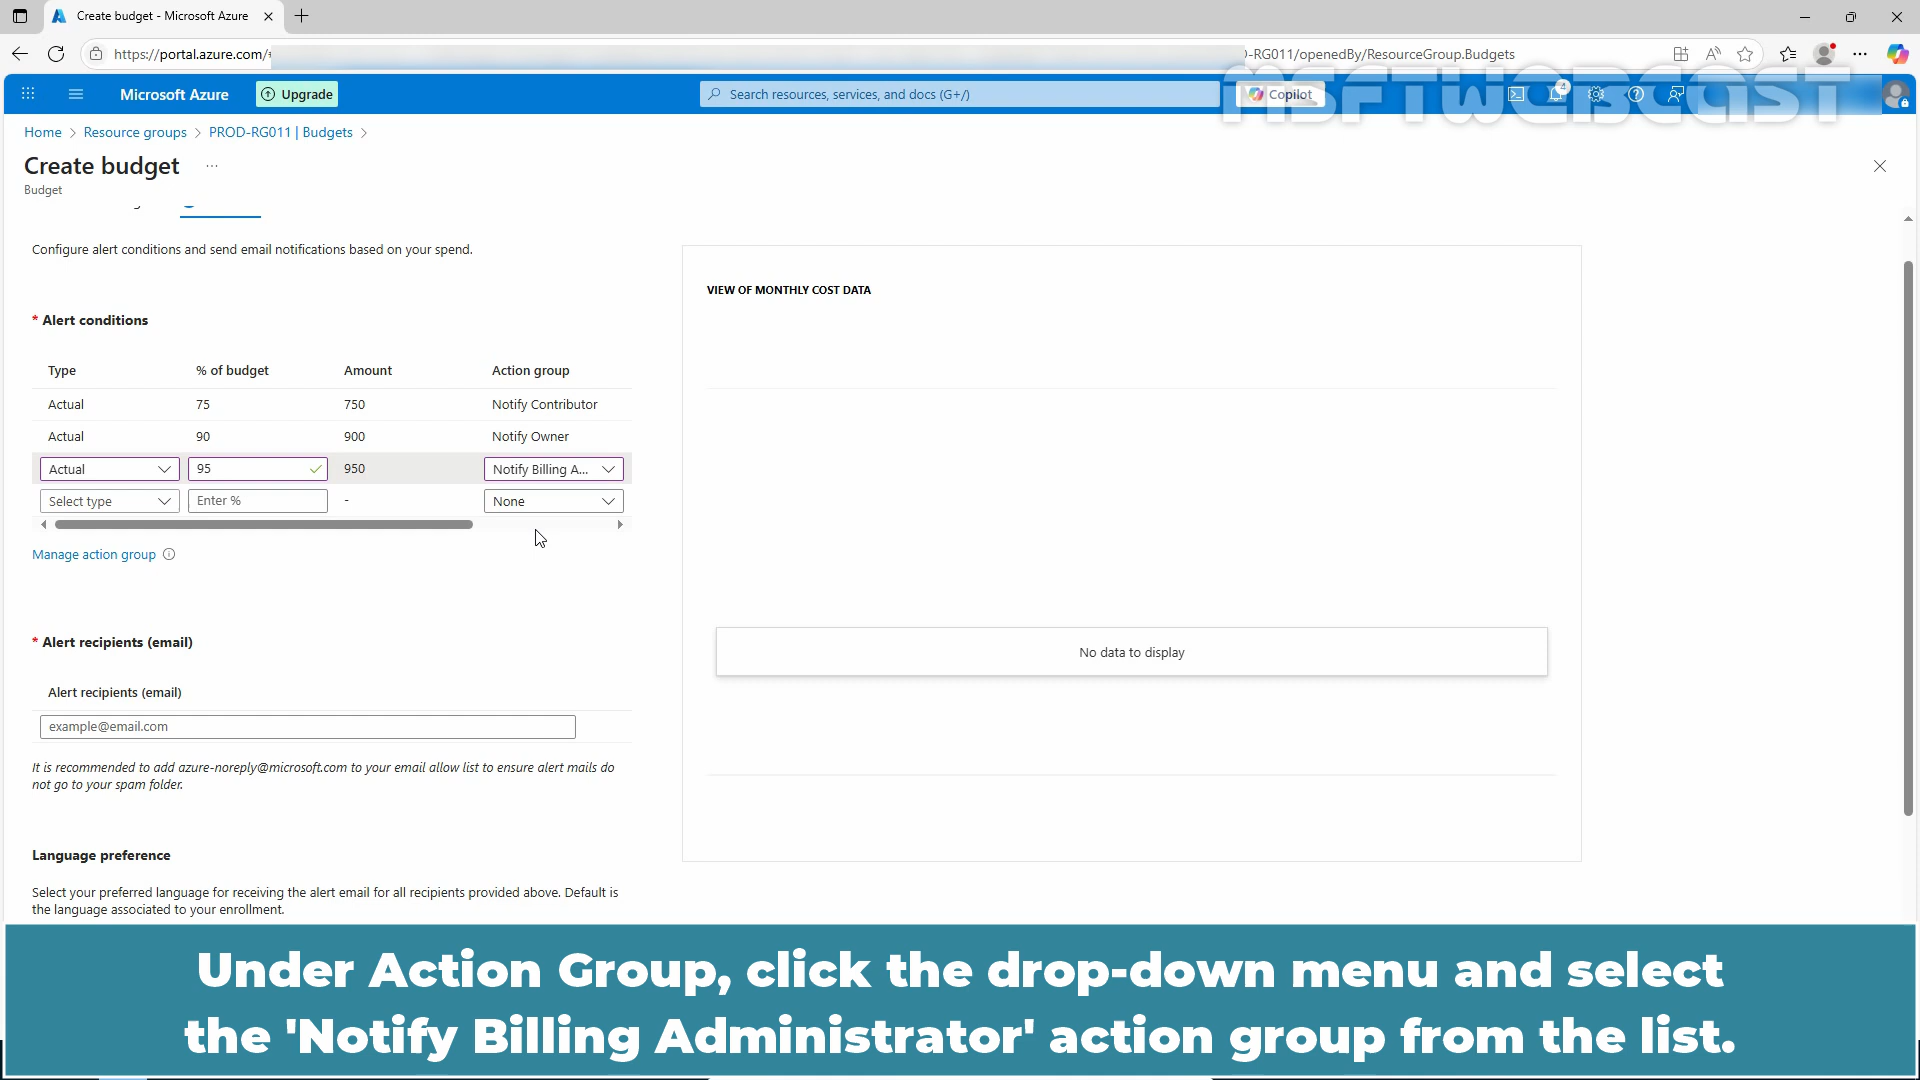 Create budget - Microsoft Azure
https://portal.azure.com/
-RG011/openedBy/ResourceGroup.Budgets
Microsoft Azure
Upgrade
Search resources, services, and docs (G+/)
Copilot
4
MSFTWEBCAST
Home > Resource groups > PROD-RG011 | Budgets >
Create budget ...
Budget
Configure alert conditions and send email notifications based on your spend.
VIEW OF MONTHLY COST DATA
* Alert conditions
Type % of budget Amount Action group
Actual 75 750 Notify Contributor
Actual 90 900 Notify Owner
Actual 95 950 Notify Billing A...
Select type Enter % - None
Manage action group
* Alert recipients (email)
No data to display
Alert recipients (email)
example@email.com
It is recommended to add azure-noreply@microsoft.com to your email allow list to ensure alert mails do
not go to your spam folder.
Language preference
Select your preferred language for receiving the alert email for all recipients provided above. Default is
the language associated to your enrollment.
Under Action Group, click the drop-down menu and select
the 'Notify Billing Administrator' action group from the list.